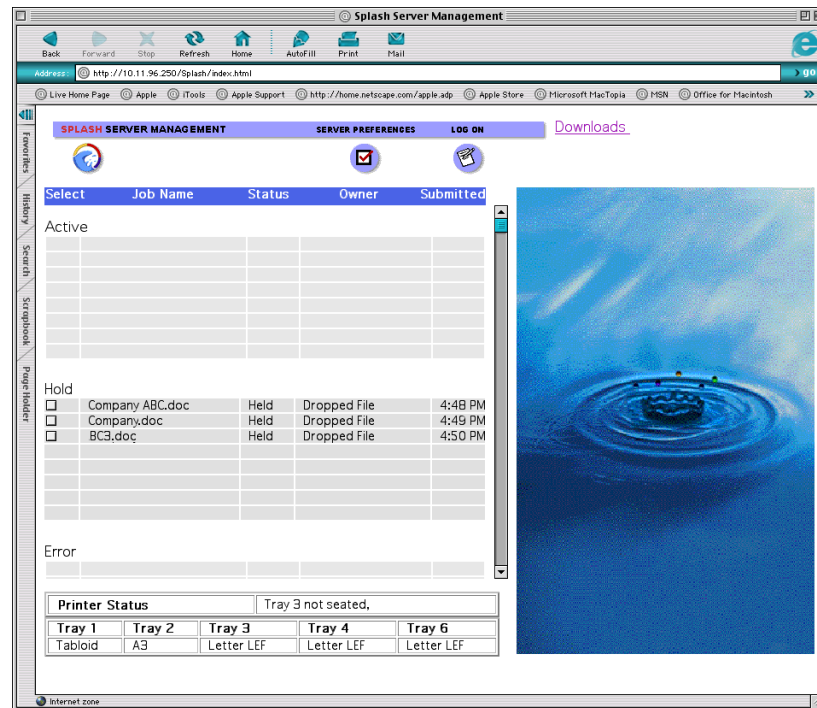 Splash Server Management
Back Forward Stop Refresh Home AutoFill Print Mail
Address: http://10.11.96.250/Splash/index.html go
Live Home Page Apple iTools Apple Support http://home.netscape.com/apple.adp Apple Store Microsoft MacTopia MSN Office for Macintosh
Favorites
History
Search
Scrapbook
Page Holder
SPLASH SERVER MANAGEMENT SERVER PREFERENCES LOG ON
Downloads
Select Job Name Status Owner Submitted
Active
Hold
Company ABC.doc Held Dropped File 4:48 PM
Company.doc Held Dropped File 4:49 PM
BC3.doc Held Dropped File 4:50 PM
Error
Printer Status Tray 3 not seated,
Tray 1 Tray 2 Tray 3 Tray 4 Tray 6
Tabloid A3 Letter LEF Letter LEF Letter LEF
Internet zone